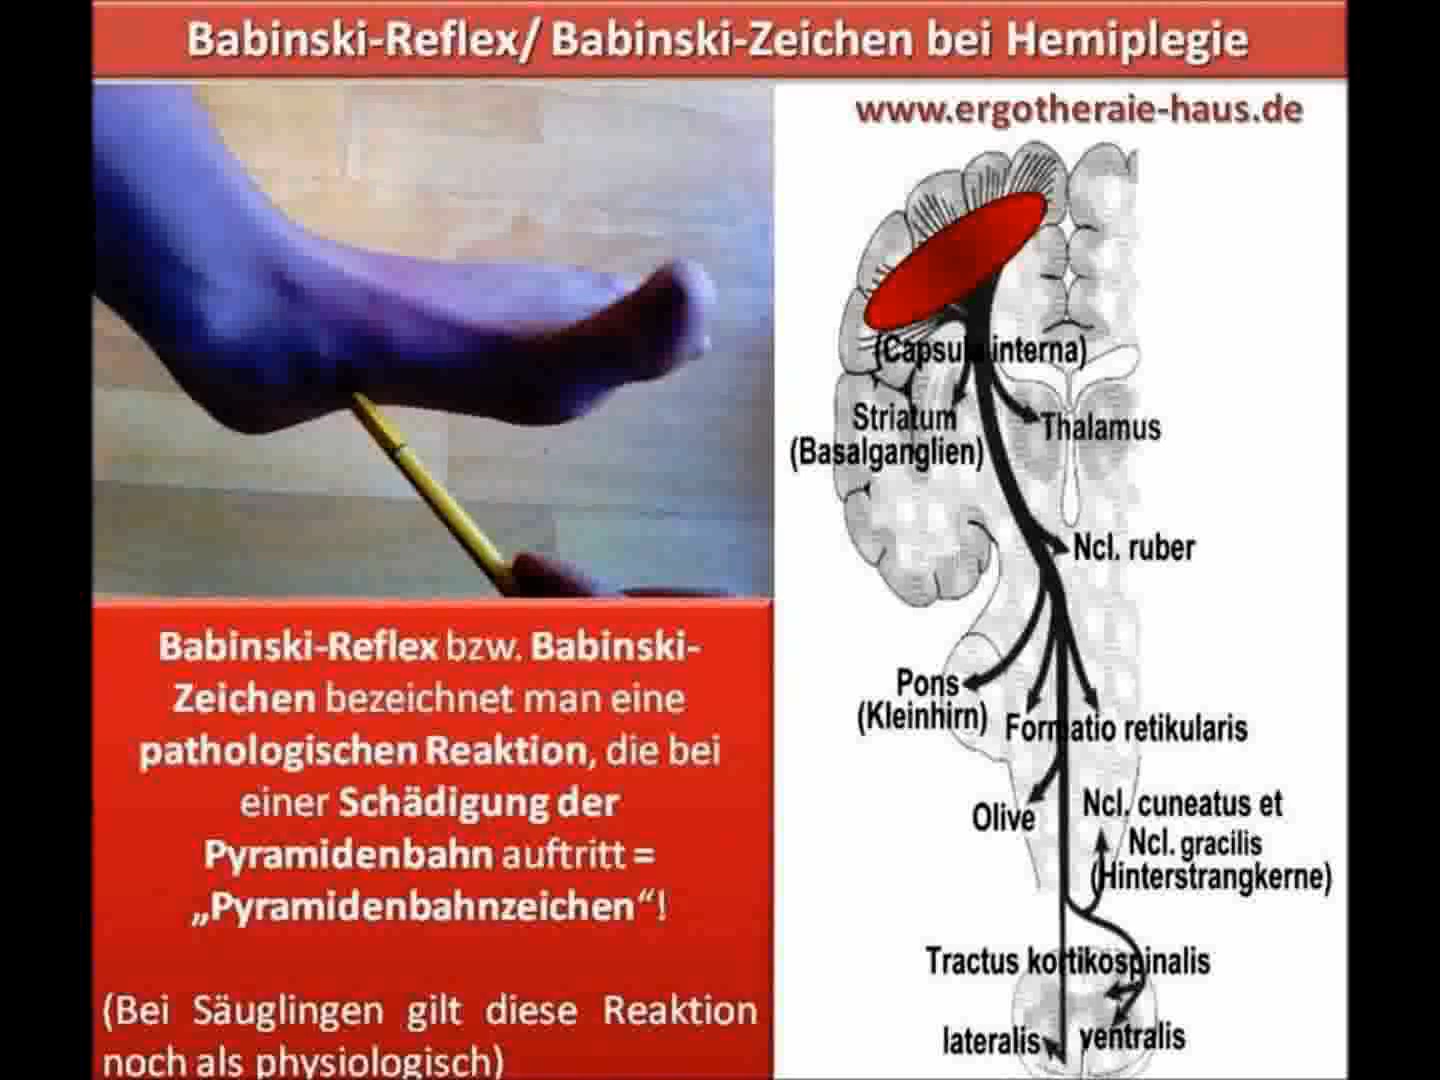 Babinski-Reflex/ Babinski-Zeichen bei Hemiplegie
www.ergotheraie-haus.de
Babinski-Reflex bzw. Babinski-
Zeichen bezeichnet man eine
pathologischen Reaktion, die bei
einer Schädigung der
Pyramidenbahn auftritt =
„Pyramidenbahnzeichen“!
(Bei Säuglingen gilt diese Reaktion
noch als physiologisch)
(Capsula interna)
Striatum
(Basalganglien)
Thalamus
Ncl. ruber
Pons
(Kleinhirn)
Formatio retikularis
Olive
Ncl. cuneatus et
Ncl. gracilis
(Hinterstrangkerne)
Tractus kortikospinalis
lateralis
ventralis